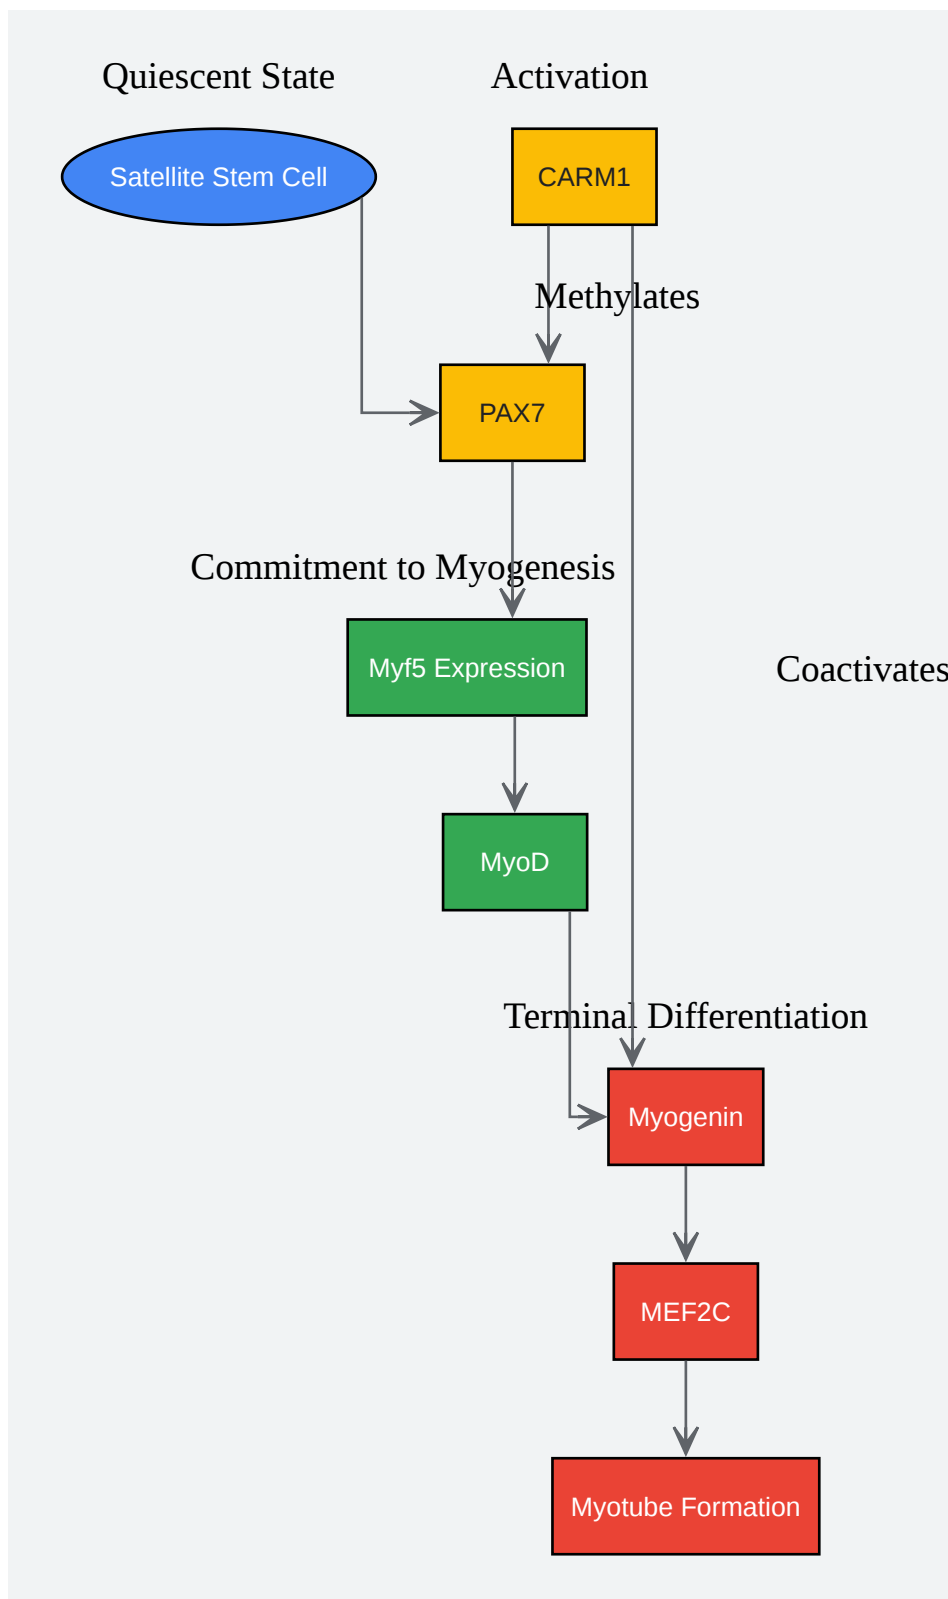 Quiescent State
Activation
Satellite Stem Cell
CARM1
Methylates
PAX7
Commitment to Myogenesis
Myf5 Expression
Coactivates
MyoD
Terminal Differentiation
Myogenin
MEF2C
Myotube Formation